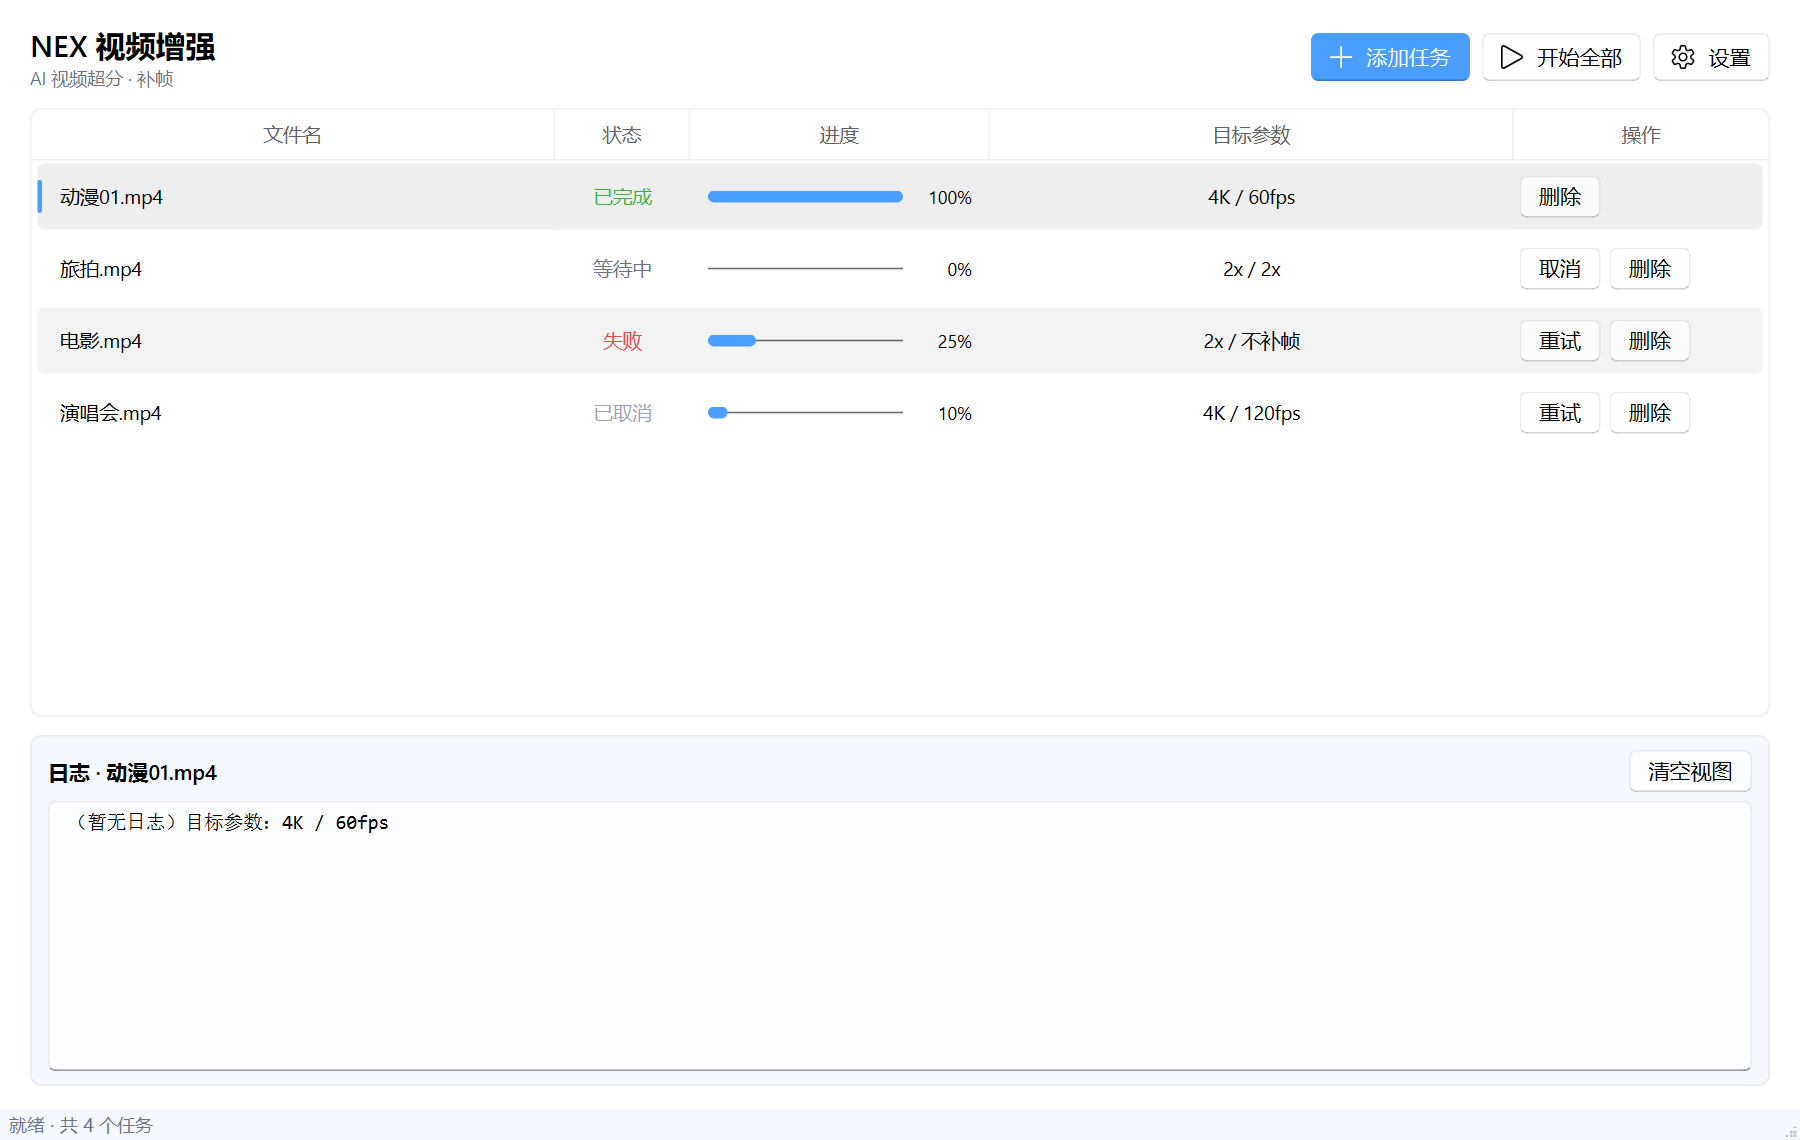 NEX 视频增强
AI 视频超分 · 补帧
添加任务
开始全部
设置
文件名 状态 进度 目标参数 操作
动漫01.mp4 已完成 100% 4K / 60fps 删除
旅拍.mp4 等待中 0% 2x / 2x 取消 删除
电影.mp4 失败 25% 2x / 不补帧 重试 删除
演唱会.mp4 已取消 10% 4K / 120fps 重试 删除
日志 · 动漫01.mp4
清空视图
（暂无日志）目标参数：4K / 60fps
就绪 · 共 4 个任务